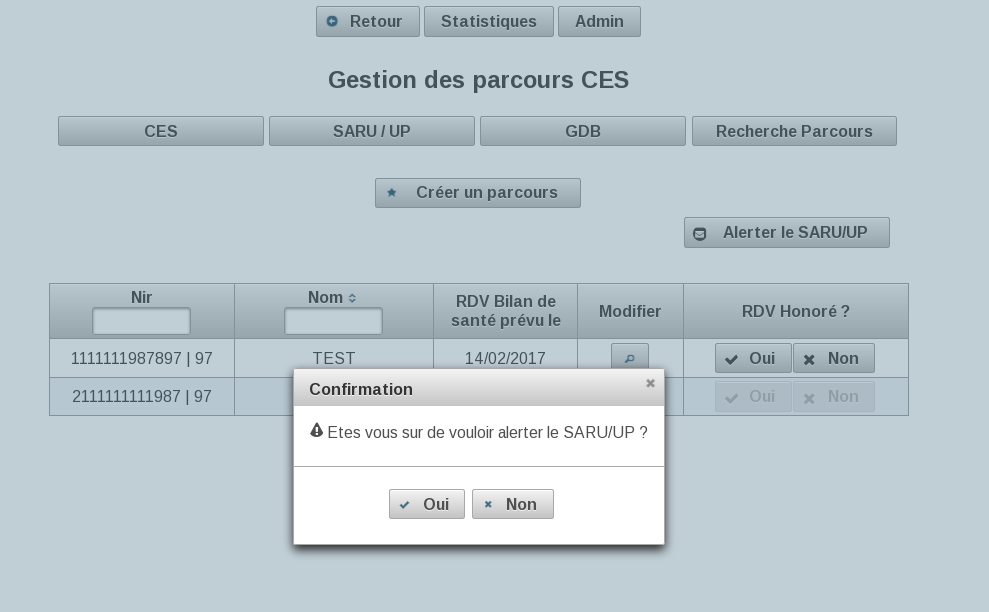 Retour Statistiques Admin
Gestion des parcours CES
CES SARU / UP GDB Recherche Parcours
Créer un parcours
Alerter le SARU/UP
Nir Nom RDV Bilan de santé prévu le Modifier RDV Honoré ?
1111111987897 | 97 TEST 14/02/2017 Oui Non
2111111111987 | 97 Oui Non
Confirmation
Etes vous sur de vouloir alerter le SARU/UP ?
Oui Non